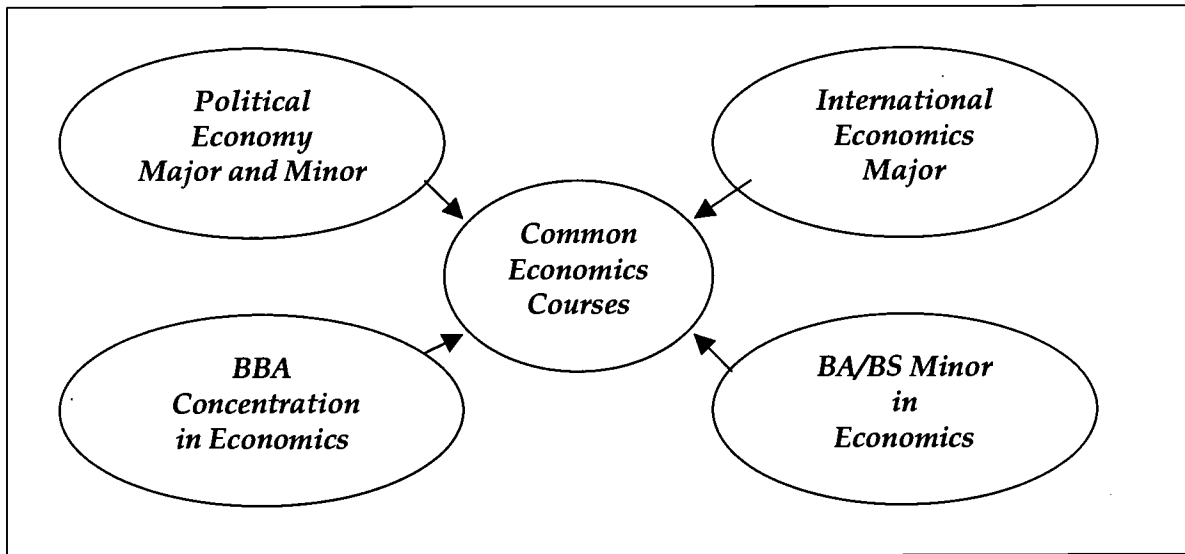 Political
Economy
Major and Minor
International
Economics
Major
Common
Economics
Courses
BBA
Concentration
in Economics
BA/BS Minor
in
Economics